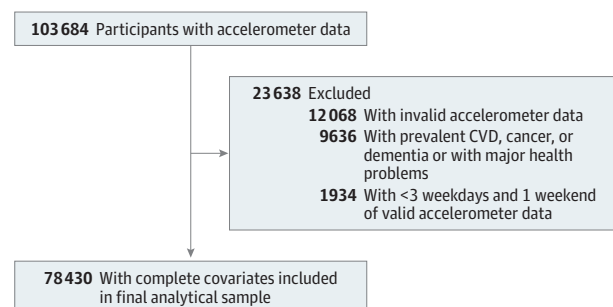 103 684 Participants with accelerometer data
23 638 Excluded
12 068 With invalid accelerometer data
9636 With prevalent CVD, cancer, or
dementia or with major health
problems
1934 With <3 weekdays and 1 weekend
of valid accelerometer data
78 430 With complete covariates included
in final analytical sample